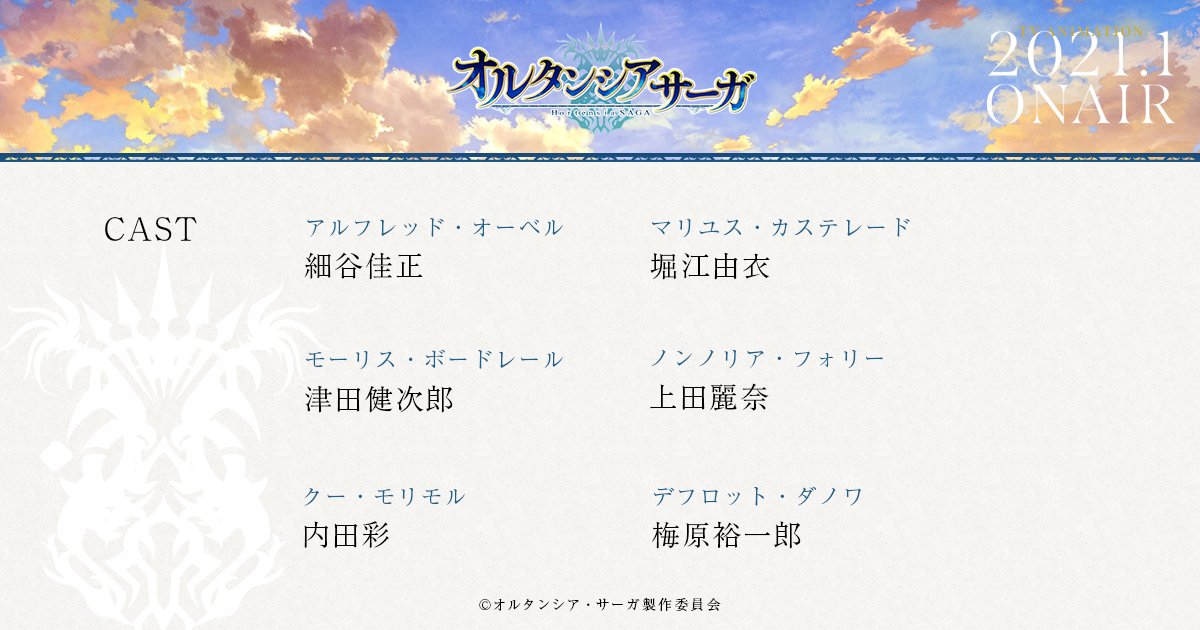 オルタンシアサーガ
Hortensia SAGA
TV ANIMATION
2021.1
ONAIR
CAST
アルフレッド・オーベル
細谷佳正
マリユス・カステレード
堀江由衣
モーリス・ボードレール
津田健次郎
ノンノリア・フォリー
上田麗奈
クー・モリモル
内田彩
デフロット・ダノワ
梅原裕一郎
©オルタンシア・サーガ製作委員会